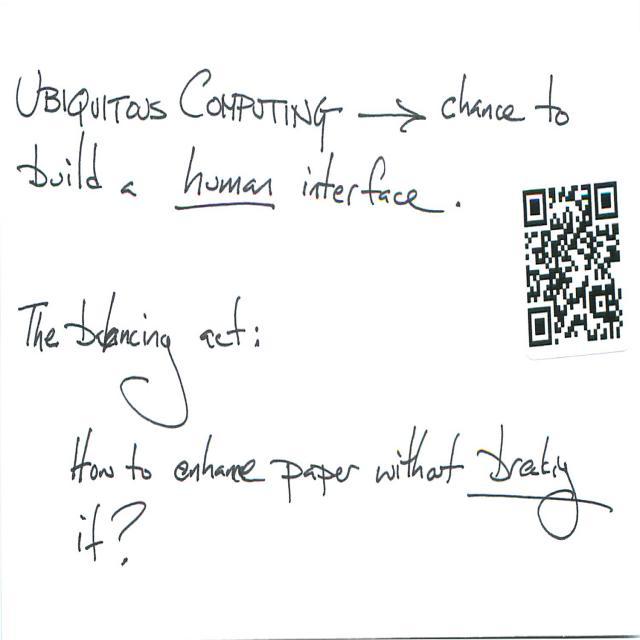 UBIQUITOUS COMPUTING → chance to
build a human interface.
The balancing act:
How to enhance paper without breaking
it?